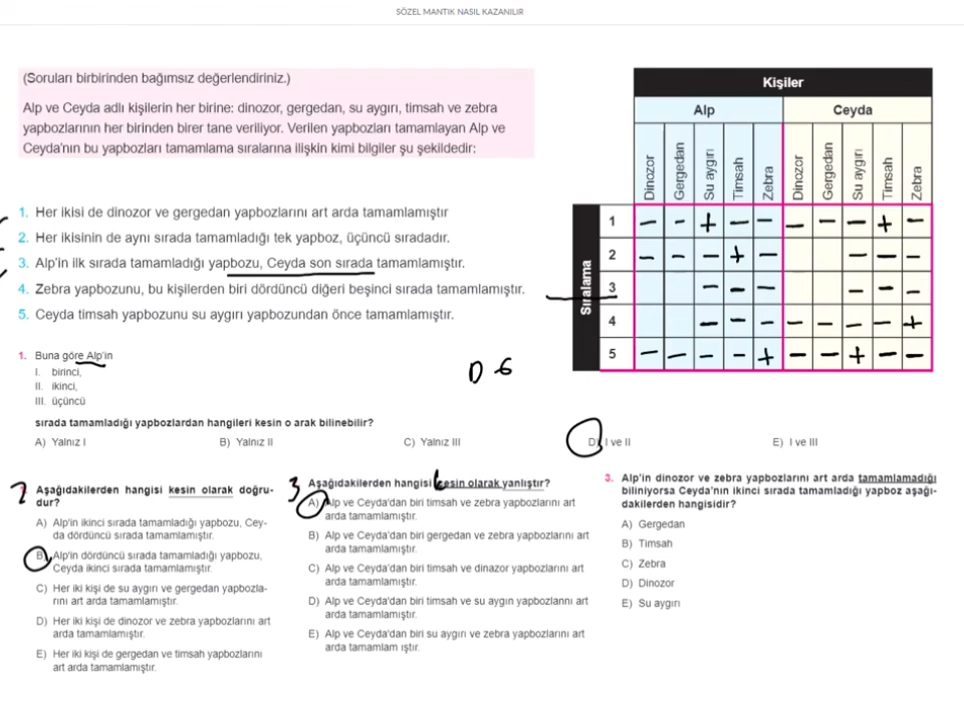 SÖZEL MANTIK NASIL KAZANILIR
(Soruları birbirinden bağımsız değerlendiriniz.)
Alp ve Ceyda adlı kişilerin her birine: dinozor, gergedan, su aygırı, timsah ve zebra
yapbozlarının her birinden birer tane veriliyor. Verilen yapbozları tamamlayan Alp ve
Ceyda'nın bu yapbozları tamamlama sıralarına ilişkin kimi bilgiler şu şekildedir:
1. Her ikisi de dinozor ve gergedan yapbozlarını art arda tamamlamıştır
2. Her ikisinin de aynı sırada tamamladığı tek yapboz, üçüncü sıradadır.
3. Alp'in ilk sırada tamamladığı yapbozu, Ceyda son sırada tamamlamıştır.
4. Zebra yapbozunu, bu kişilerden biri dördüncü diğeri beşinci sırada tamamlamıştır.
5. Ceyda timsah yapbozunu su aygırı yapbozundan önce tamamlamıştır.
Kişiler
Alp Ceyda
Dinozor Gergedan Su aygırı Timsah Zebra Dinozor Gergedan Su aygırı Timsah Zebra
Sıralama
1 − − + − − − − − + −
2 − − − + − − − −
3 − − − − − −
4 − − − − − − − +
5 − − − − + − − + − −
D G
1. Buna göre Alp'in
I. birinci,
II. ikinci,
III. üçüncü
sırada tamamladığı yapbozlardan hangileri kesin o arak bilinebilir?
A) Yalnız I B) Yalnız II C) Yalnız III D) I ve II E) I ve III
2 Aşağıdakilerden hangisi kesin olarak doğru-
dur?
A) Alp'in ikinci sırada tamamladığı yapbozu, Cey-
da dördüncü sırada tamamlamıştır.
B) Alp'in dördüncü sırada tamamladığı yapbozu,
Ceyda ikinci sırada tamamlamıştır.
C) Her iki kişi de su aygırı ve gergedan yapbozla-
rını art arda tamamlamıştır.
D) Her iki kişi de dinozor ve zebra yapbozlarını art
arda tamamlamıştır.
E) Her iki kişi de gergedan ve timsah yapbozlarını
art arda tamamlamıştır.
3 Aşağıdakilerden hangisi kesin olarak yanlıştır?
A) Alp ve Ceyda'dan biri timsah ve zebra yapbozlarını art
arda tamamlamıştır.
B) Alp ve Ceyda'dan biri gergedan ve zebra yapbozlarını art
arda tamamlamıştır.
C) Alp ve Ceyda'dan biri timsah ve dinazor yapbozlarını art
arda tamamlamıştır.
D) Alp ve Ceyda'dan biri timsah ve su aygırı yapbozlarını art
arda tamamlamıştır.
E) Alp ve Ceyda'dan biri su aygırı ve zebra yapbozlarını art
arda tamamlam ıştır.
3. Alp'in dinozor ve zebra yapbozlarını art arda tamamlamadığı
biliniyorsa Ceyda'nın ikinci sırada tamamladığı yapboz aşağı-
dakilerden hangisidir?
A) Gergedan
B) Timsah
C) Zebra
D) Dinozor
E) Su aygırı